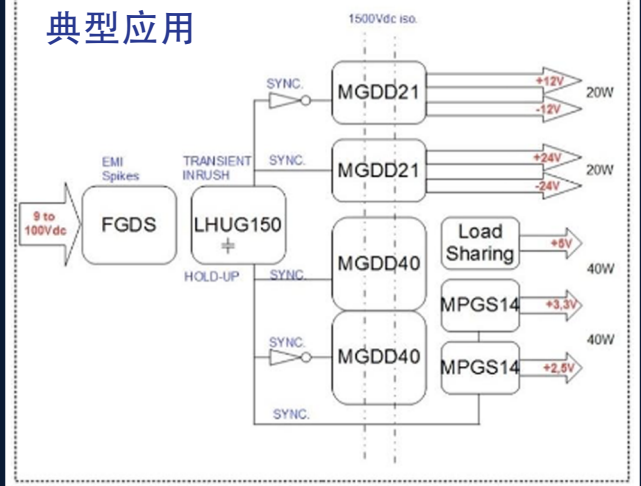 典型应用
1500Vdc iso.
SYNC.
MGDD21
+12V
-12V
20W
EMI
Spikes
TRANSIENT
INRUSH
SYNC.
MGDD21
+24V
-24V
20W
9 to
100Vdc
FGDS
LHUG150
HOLD-UP
SYNC.
MGDD40
Load
Sharing
+5V
40W
MPGS14
+3,3V
SYNC.
MGDD40
40W
MPGS14
+2,5V
SYNC.